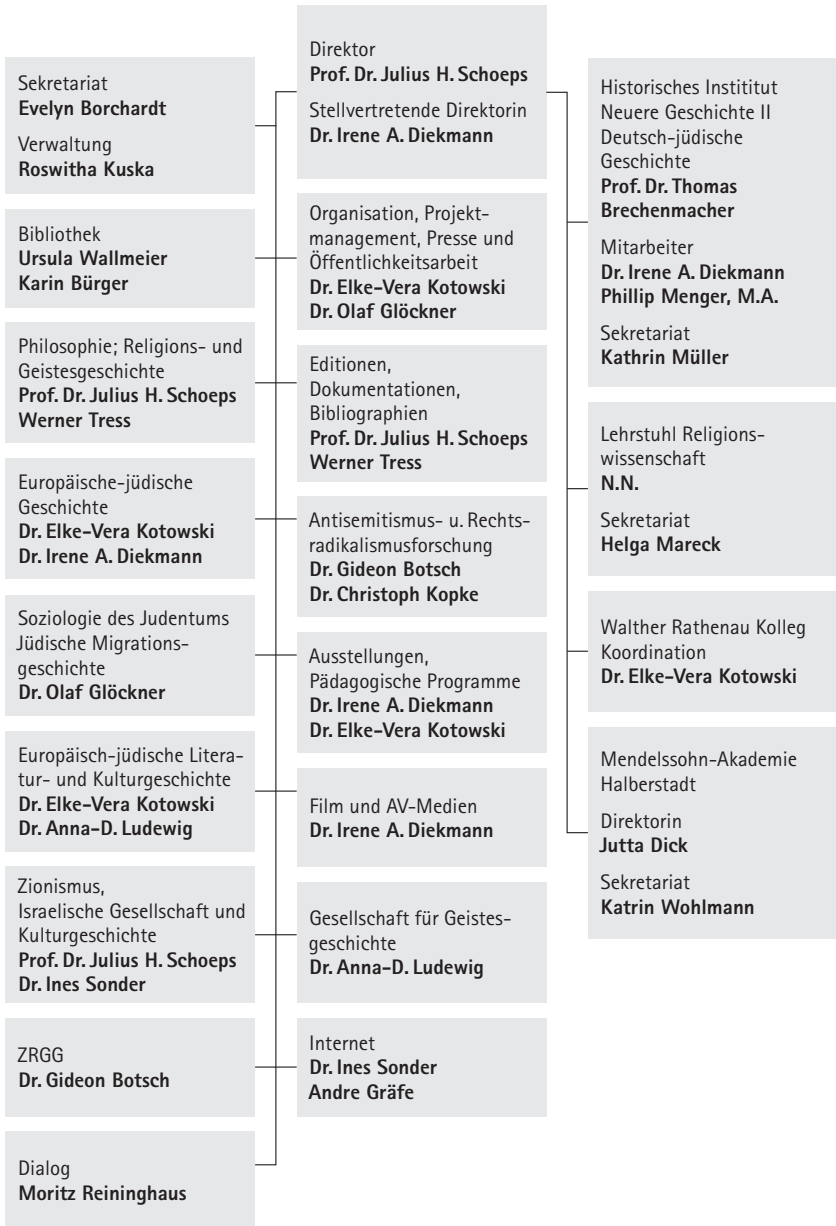 Direktor
Prof. Dr. Julius H. Schoeps
Stellvertretende Direktorin
Dr. Irene A. Diekmann
Sekretariat
Evelyn Borchardt
Verwaltung
Roswitha Kuska
Bibliothek
Ursula Wallmeier
Karin Bürger
Philosophie; Religions- und
Geistesgeschichte
Prof. Dr. Julius H. Schoeps
Werner Tress
Europäische-jüdische
Geschichte
Dr. Elke-Vera Kotowski
Dr. Irene A. Diekmann
Soziologie des Judentums
Jüdische Migrations-
geschichte
Dr. Olaf Glöckner
Europäisch-jüdische Litera-
tur- und Kulturgeschichte
Dr. Elke-Vera Kotowski
Dr. Anna-D. Ludewig
Zionismus,
Israelische Gesellschaft und
Kulturgeschichte
Prof. Dr. Julius H. Schoeps
Dr. Ines Sonder
ZRGG
Dr. Gideon Botsch
Dialog
Moritz Reininghaus
Organisation, Projekt-
management, Presse und
Öffentlichkeitsarbeit
Dr. Elke-Vera Kotowski
Dr. Olaf Glöckner
Editionen,
Dokumentationen,
Bibliographien
Prof. Dr. Julius H. Schoeps
Werner Tress
Antisemitismus- u. Rechts-
radikalismusforschung
Dr. Gideon Botsch
Dr. Christoph Kopke
Ausstellungen,
Pädagogische Programme
Dr. Irene A. Diekmann
Dr. Elke-Vera Kotowski
Film und AV-Medien
Dr. Irene A. Diekmann
Gesellschaft für Geistes-
geschichte
Dr. Anna-D. Ludewig
Internet
Dr. Ines Sonder
Andre Gräfe
Historisches Instititut
Neuere Geschichte II
Deutsch-jüdische
Geschichte
Prof. Dr. Thomas
Brechenmacher
Mitarbeiter
Dr. Irene A. Diekmann
Phillip Menger, M.A.
Sekretariat
Kathrin Müller
Lehrstuhl Religions-
wissenschaft
N.N.
Sekretariat
Helga Mareck
Walther Rathenau Kolleg
Koordination
Dr. Elke-Vera Kotowski
Mendelssohn-Akademie
Halberstadt
Direktorin
Jutta Dick
Sekretariat
Katrin Wohlmann